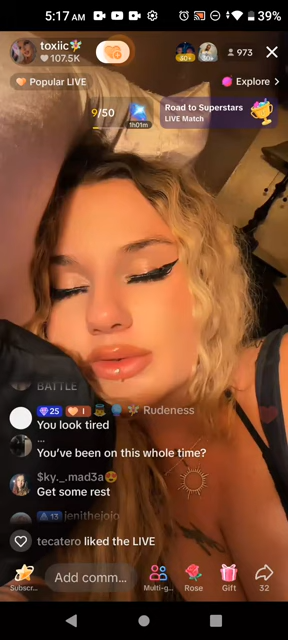 5:17 AM
39%
toxiic
107.5K
30+
973
Popular LIVE
Explore
9/50
1h01m
Road to Superstars
LIVE Match
BATTLE
25
1
Rudeness
You look tired
...
You've been on this whole time?
$ky._.mad3a
Get some rest
13
jenithejojo
tecatero liked the LIVE
Subscr...
Add comm...
Multi-g...
Rose
Gift
32